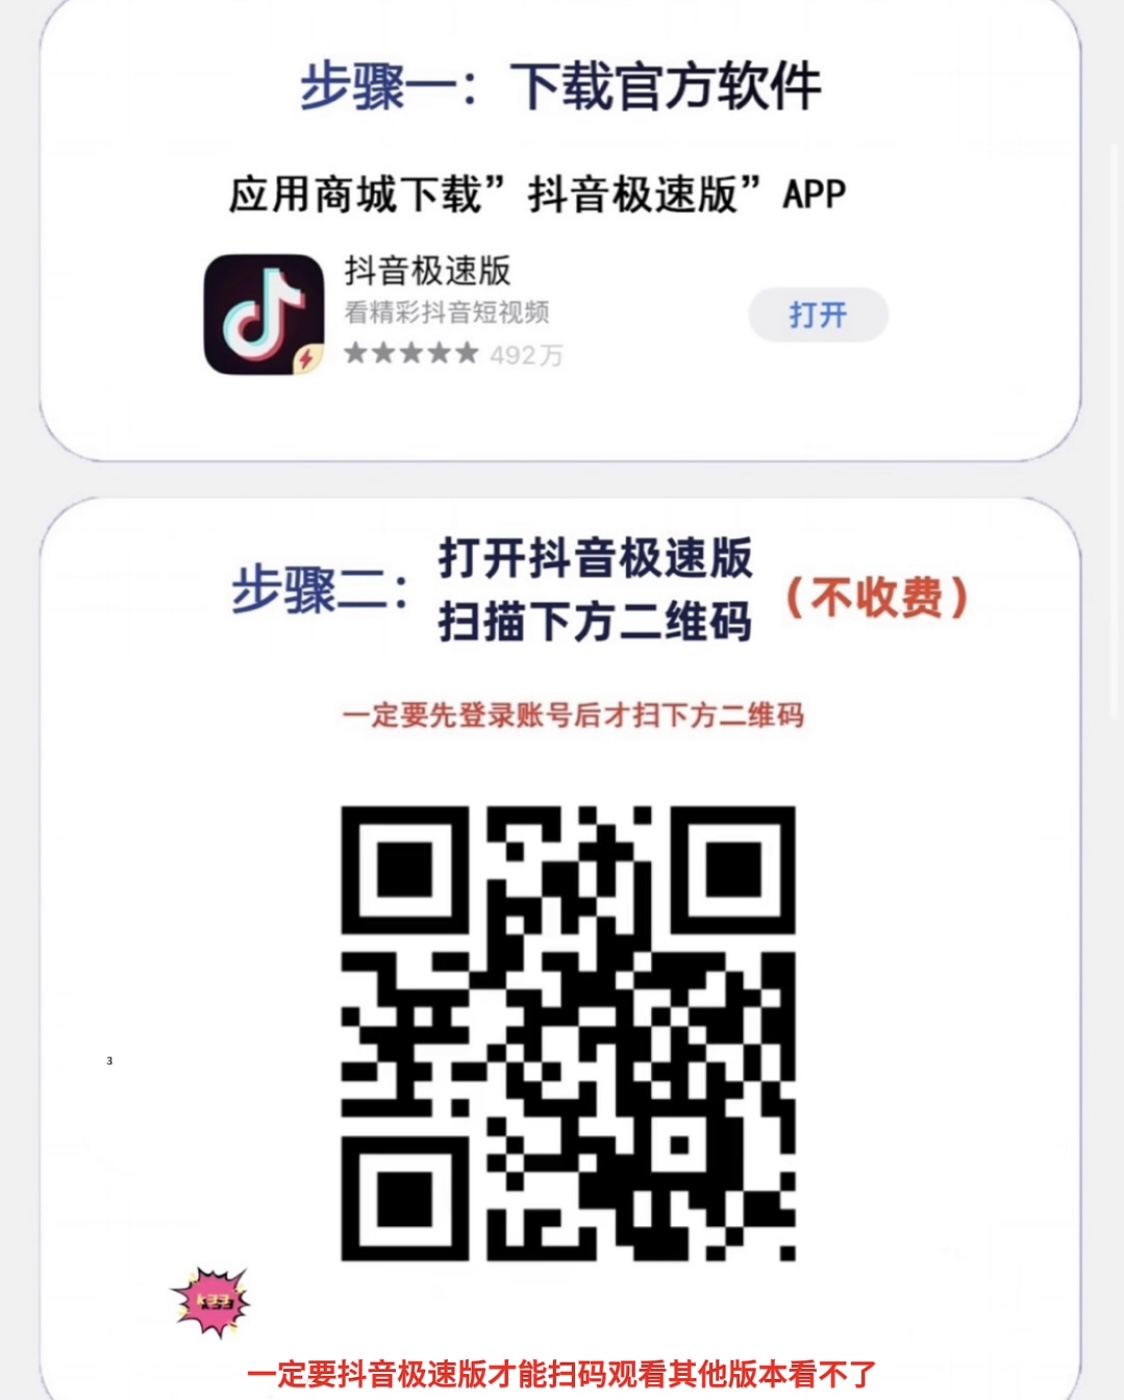 步骤一：下载官方软件
应用商城下载”抖音极速版”APP
抖音极速版
看精彩抖音短视频
★★★★★ 492万
打开
步骤二：
打开抖音极速版
扫描下方二维码
（不收费）
一定要先登录账号后才扫下方二维码
3
k33
一定要抖音极速版才能扫码观看其他版本看不了